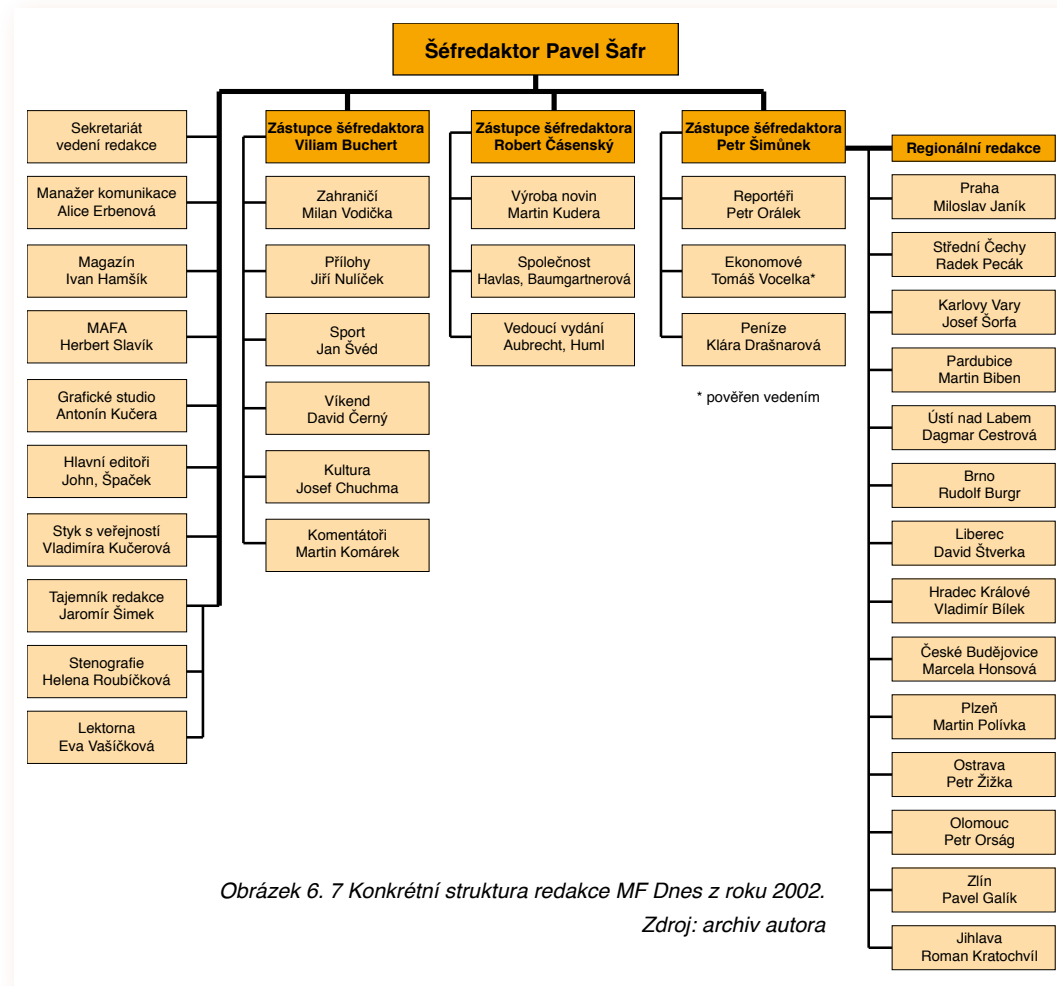 Šéfredaktor Pavel Šafr
Sekretariát
vedení redakce
Manažer komunikace
Alice Erbenová
Magazín
Ivan Hamšík
MAFA
Herbert Slavík
Grafické studio
Antonín Kučera
Hlavní editoři
John, Špaček
Styk s veřejností
Vladimíra Kučerová
Tajemník redakce
Jaromír Šimek
Stenografie
Helena Roubíčková
Lektorna
Eva Vašíčková
Zástupce šéfredaktora
Viliam Buchert
Zahraničí
Milan Vodička
Přílohy
Jiří Nulíček
Sport
Jan Švéd
Víkend
David Černý
Kultura
Josef Chuchma
Komentátoři
Martin Komárek
Zástupce šéfredaktora
Robert Čásenský
Výroba novin
Martin Kudera
Společnost
Havlas, Baumgartnerová
Vedoucí vydání
Aubrecht, Huml
Zástupce šéfredaktora
Petr Šimůnek
Reportéři
Petr Orálek
Ekonomové
Tomáš Vocelka*
Peníze
Klára Drašnarová
* pověřen vedením
Regionální redakce
Praha
Miloslav Janík
Střední Čechy
Radek Pecák
Karlovy Vary
Josef Šorfa
Pardubice
Martin Biben
Ústí nad Labem
Dagmar Cestrová
Brno
Rudolf Burgr
Liberec
David Štverka
Hradec Králové
Vladimír Bílek
České Budějovice
Marcela Honsová
Plzeň
Martin Polívka
Ostrava
Petr Žižka
Olomouc
Petr Orság
Zlín
Pavel Galík
Jihlava
Roman Kratochvíl
Obrázek 6. 7 Konkrétní struktura redakce MF Dnes z roku 2002.
Zdroj: archiv autora